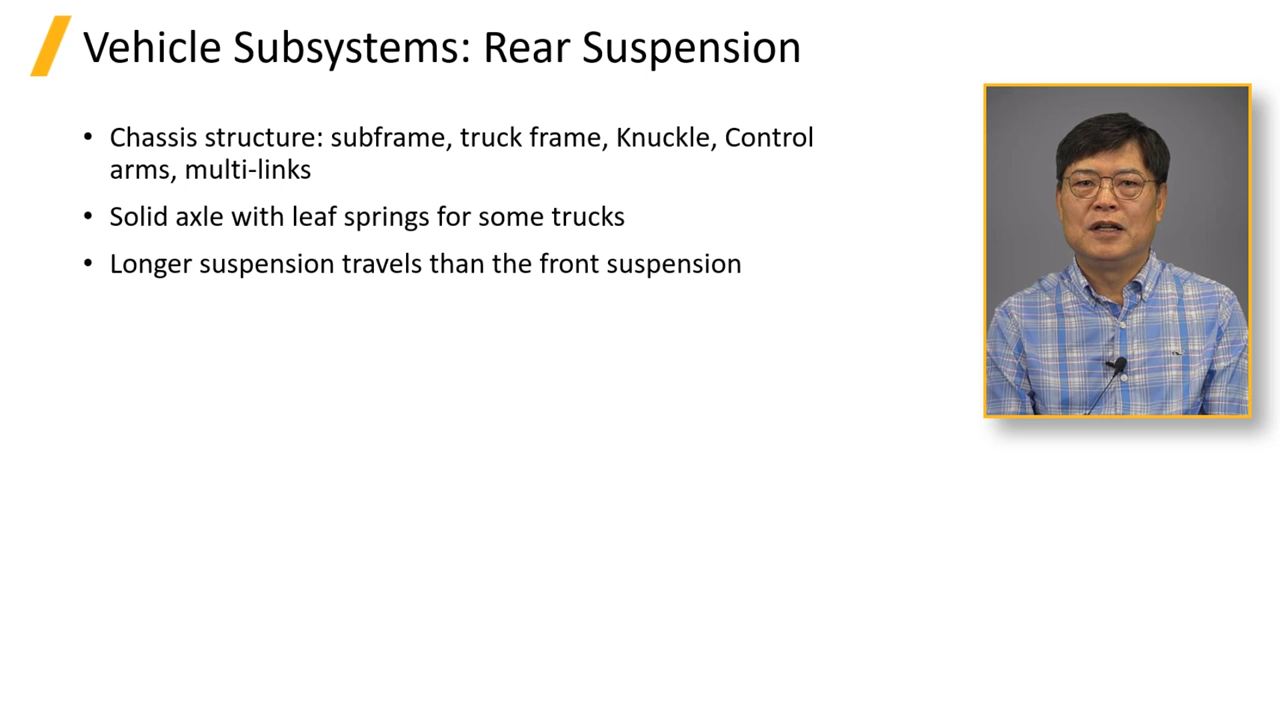 Vehicle Subsystems: Rear Suspension
• Chassis structure: subframe, truck frame, Knuckle, Control
arms, multi-links
• Solid axle with leaf springs for some trucks
• Longer suspension travels than the front suspension